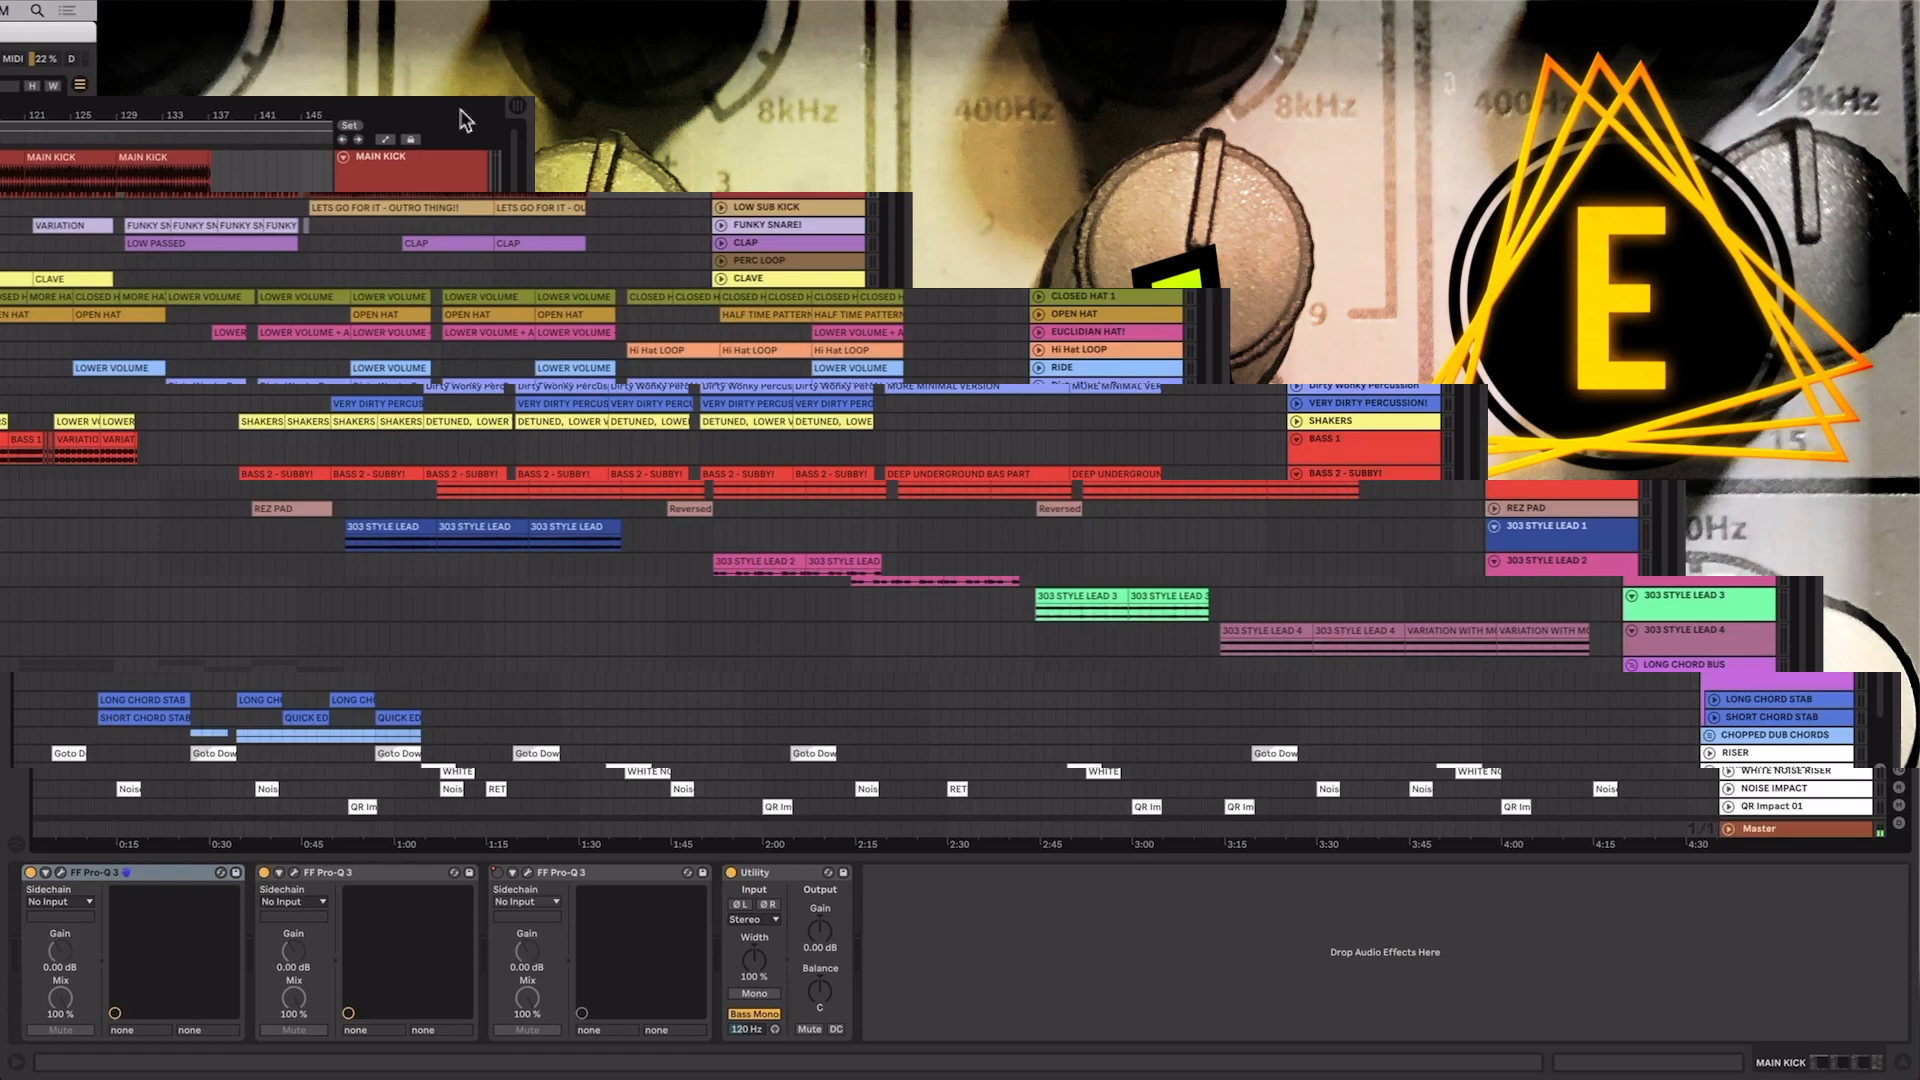 M
MIDI 22 % D
H W
8kHz 400Hz 8kHz 400 8kHz
121 125 129 133 137 141 145
Set
MAIN KICK MAIN KICK MAIN KICK
3
E
LETS GO FOR IT - OUTRO THING!! LETS GO FOR IT - OU LOW SUB KICK
VARIATION FUNKY SN FUNKY SN FUNKY SN FUNKY FUNKY SNARE!
LOW PASSED CLAP CLAP CLAP
PERC LOOP
CLAVE CLAVE
SED H MORE HA CLOSED H MORE HA LOWER VOLUME LOWER VOLUME LOWER VOLUME LOWER VOLUME LOWER VOLUME CLOSED H CLOSED H CLOSED H CLOSED H CLOSED H CLOSED H CLOSED HAT 1
EN HAT OPEN HAT OPEN HAT OPEN HAT OPEN HAT HALF TIME PATTERN HALF TIME PATTERN OPEN HAT
9
LOWER LOWER VOLUME + A LOWER VOLUME LOWER VOLUME + A LOWER VOLUME LOWER VOLUME + A EUCLIDIAN HAT!
Hi Hat LOOP Hi Hat LOOP Hi Hat LOOP Hi Hat LOOP
LOWER VOLUME LOWER VOLUME LOWER VOLUME LOWER VOLUME RIDE
Dirty Wonky Perc Dirty Wonky Percus Dirty Wonky Perc Dirty Wonky Percus Dirty Wonky Perc MORE MINIMAL VERSION MORE MINIMAL VER Dirty Wonky Percussion
VERY DIRTY PERCUS VERY DIRTY PERCUS VERY DIRTY PERCU VERY DIRTY PERCUS VERY DIRTY PERC VERY DIRTY PERCUSSION!
S LOWER VO LOWER SHAKERS SHAKERS SHAKERS SHAKERS DETUNED, LOWER DETUNED, LOWER V DETUNED, LOWE DETUNED, LOWER V DETUNED, LOWE SHAKERS
BASS 1 VARIATIO VARIAT BASS 1
15
BASS 2 - SUBBY! BASS 2 - SUBBY! BASS 2 - SUBBY! BASS 2 - SUBBY! BASS 2 - SUBBY! BASS 2 - SUBBY! BASS 2 - SUBBY! DEEP UNDERGROUND BAS PART DEEP UNDERGROUN BASS 2 - SUBBY!
REZ PAD Reversed Reversed REZ PAD
303 STYLE LEAD 303 STYLE LEAD 303 STYLE LEAD 303 STYLE LEAD 1
0Hz
303 STYLE LEAD 2 303 STYLE LEAD 303 STYLE LEAD 2
303 STYLE LEAD 3 303 STYLE LEAD 3 303 STYLE LEAD 3
303 STYLE LEAD 4 303 STYLE LEAD 4 VARIATION WITH MO VARIATION WITH MO 303 STYLE LEAD 4
LONG CHORD BUS
LONG CHORD STAB LONG CH LONG CH LONG CHORD STAB
SHORT CHORD STAB QUICK ED QUICK ED SHORT CHORD STAB
CHOPPED DUB CHORDS
Goto D Goto Dow Goto Dow Goto Dow Goto Dow Goto Dow RISER
WHITE WHITE NO WHITE WHITE NO WHITE NOISE RISER
Nois Nois Nois RET Nois Nois RET Nois Nois Nois NOISE IMPACT
QR Im QR Im QR Im QR Im QR Im QR Impact 01
1/1 Master
0:15 0:30 0:45 1:00 1:15 1:30 1:45 2:00 2:15 2:30 2:45 3:00 3:15 3:30 3:45 4:00 4:15 4:30
FF Pro-Q 3 FF Pro-Q 3 FF Pro-Q 3 Utility
Sidechain Sidechain Sidechain Input Output
No Input No Input No Input Ø L Ø R Gain
Stereo
Gain Gain Gain Width 0.00 dB
0.00 dB 0.00 dB 0.00 dB Balance
Mix Mix Mix 100 %
Mono C
100 % 100 % 100 % Bass Mono
Mute none none Mute none none Mute none none 120 Hz Mute DC
Drop Audio Effects Here
MAIN KICK